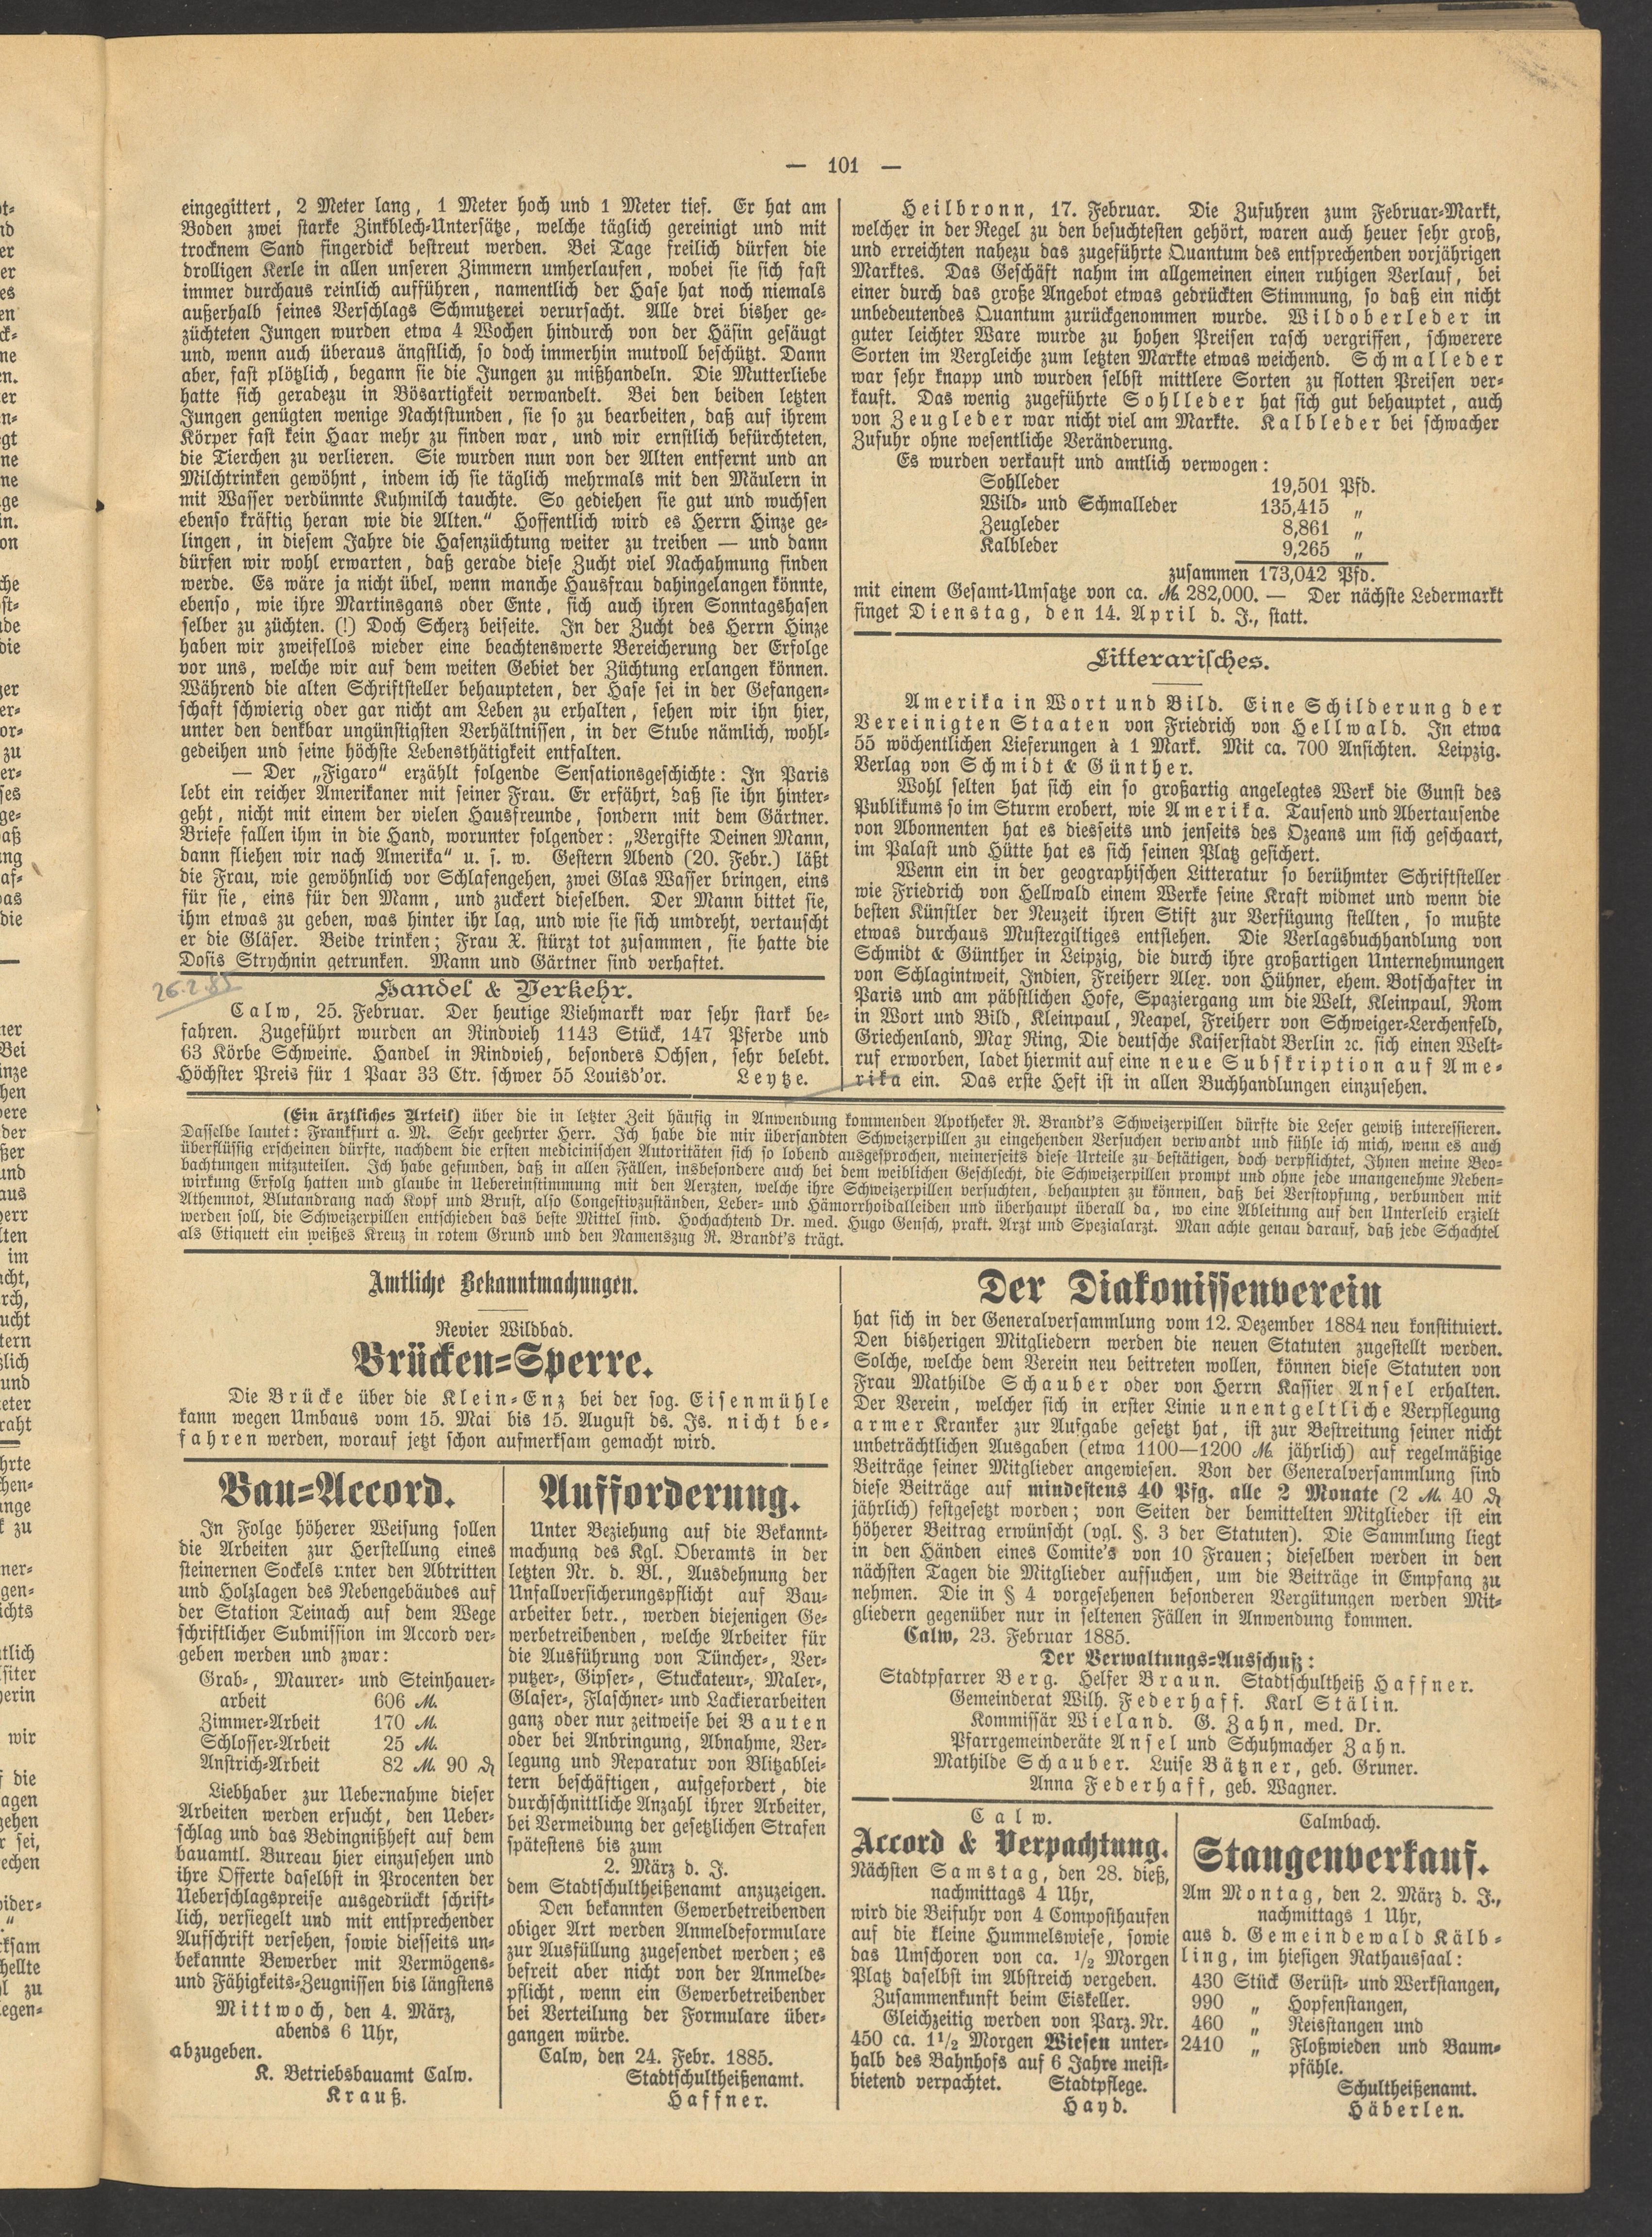 — 101 —
eingegittert, 2 Meter lang, 1 Meter hoch und 1 Meter tief. Er hat am
Boden zwei starke Zinkblech-Untersätze, welche täglich gereinigt und mit
trocknem Sand fingerdick bestreut werden. Bei Tage freilich dürfen die
drolligen Kerle in allen unseren Zimmern umherlaufen, wobei sie sich fast
immer durchaus reinlich aufführen, namentlich der Hase hat noch niemals
außerhalb seines Verschlags Schmutzerei verursacht. Alle drei bisher ge-
züchteten Jungen wurden etwa 4 Wochen hindurch von der Häsin gesäugt
und, wenn auch überaus ängstlich, so doch immerhin mutvoll beschützt. Dann
aber, fast plötzlich, begann sie die Jungen zu mißhandeln. Die Mutterliebe
hatte sich geradezu in Bösartigkeit verwandelt. Bei den beiden letzten
Jungen genügten wenige Nachtstunden, sie so zu bearbeiten, daß auf ihrem
Körper fast kein Haar mehr zu finden war, und wir ernstlich befürchteten,
die Tierchen zu verlieren. Sie wurden nun von der Alten entfernt und an
Milchtrinken gewöhnt, indem ich sie täglich mehrmals mit den Mäulern in
mit Wasser verdünnte Kuhmilch tauchte. So gediehen sie gut und wuchsen
ebenso kräftig heran wie die Alten.“ Hoffentlich wird es Herrn Hinze ge-
lingen, in diesem Jahre die Hasenzüchtung weiter zu treiben — und dann
dürfen wir wohl erwarten, daß gerade diese Zucht viel Nachahmung finden
werde. Es wäre ja nicht übel, wenn manche Hausfrau dahingelangen könnte,
ebenso, wie ihre Martinsgans oder Ente, sich auch ihren Sonntagshasen
selber zu züchten. (!) Doch Scherz beiseite. In der Zucht des Herrn Hinze
haben wir zweifellos wieder eine beachtenswerte Bereicherung der Erfolge
vor uns, welche wir auf dem weiten Gebiet der Züchtung erlangen können.
Während die alten Schriftsteller behaupteten, der Hase sei in der Gefangen-
schaft schwierig oder gar nicht am Leben zu erhalten, sehen wir ihn hier,
unter den denkbar ungünstigsten Verhältnissen, in der Stube nämlich, wohl-
gedeihen und seine höchste Lebensthätigkeit entfalten.
— Der „Figaro“ erzählt folgende Sensationsgeschichte: In Paris
lebt ein reicher Amerikaner mit seiner Frau. Er erfährt, daß sie ihn hinter-
geht, nicht mit einem der vielen Hausfreunde, sondern mit dem Gärtner.
Briefe fallen ihm in die Hand, worunter folgender: „Vergifte Deinen Mann,
dann fliehen wir nach Amerika“ u. s. w. Gestern Abend (20. Febr.) läßt
die Frau, wie gewöhnlich vor Schlafengehen, zwei Glas Wasser bringen, eins
für sie, eins für den Mann, und zuckert dieselben. Der Mann bittet sie,
ihm etwas zu geben, was hinter ihr lag, und wie sie sich umdreht, vertauscht
er die Gläser. Beide trinken; Frau X. stürzt tot zusammen, sie hatte die
Dosis Strychnin getrunken. Mann und Gärtner sind verhaftet.
26.2.85
Handel & Verkehr.
Calw, 25. Februar. Der heutige Viehmarkt war sehr stark be-
fahren. Zugeführt wurden an Rindvieh 1143 Stück, 147 Pferde und
63 Körbe Schweine. Handel in Rindvieh, besonders Ochsen, sehr belebt.
Höchster Preis für 1 Paar 33 Ctr. schwer 55 Louisd'or. Leytze.
Heilbronn, 17. Februar. Die Zufuhren zum Februar-Markt,
welcher in der Regel zu den besuchtesten gehört, waren auch heuer sehr groß,
und erreichten nahezu das zugeführte Quantum des entsprechenden vorjährigen
Marktes. Das Geschäft nahm im allgemeinen einen ruhigen Verlauf, bei
einer durch das große Angebot etwas gedrückten Stimmung, so daß ein nicht
unbedeutendes Quantum zurückgenommen wurde. Wildoberleder in
guter leichter Ware wurde zu hohen Preisen rasch vergriffen, schwerere
Sorten im Vergleiche zum letzten Markte etwas weichend. Schmalleder
war sehr knapp und wurden selbst mittlere Sorten zu flotten Preisen ver-
kauft. Das wenig zugeführte Sohlleder hat sich gut behauptet, auch
von Zeugleder war nicht viel am Markte. Kalbleder bei schwacher
Zufuhr ohne wesentliche Veränderung.
Es wurden verkauft und amtlich verwogen:
Sohlleder 19,501 Pfd.
Wild- und Schmalleder 135,415 „
Zeugleder 8,861 „
Kalbleder 9,265 „
zusammen 173,042 Pfd.
mit einem Gesamt-Umsatze von ca. M. 282,000. — Der nächste Ledermarkt
finget Dienstag, den 14. April d. J., statt.
Litterarisches.
Amerika in Wort und Bild. Eine Schilderung der
Vereinigten Staaten von Friedrich von Hellwald. In etwa
55 wöchentlichen Lieferungen à 1 Mark. Mit ca. 700 Ansichten. Leipzig.
Verlag von Schmidt & Günther.
Wohl selten hat sich ein so großartig angelegtes Werk die Gunst des
Publikums so im Sturm erobert, wie Amerika. Tausend und Abertausende
von Abonnenten hat es diesseits und jenseits des Ozeans um sich geschaart,
im Palast und Hütte hat es sich seinen Platz gesichert.
Wenn ein in der geographischen Litteratur so berühmter Schriftsteller
wie Friedrich von Hellwald einem Werke seine Kraft widmet und wenn die
besten Künstler der Neuzeit ihren Stift zur Verfügung stellten, so mußte
etwas durchaus Mustergiltiges entstehen. Die Verlagsbuchhandlung von
Schmidt & Günther in Leipzig, die durch ihre großartigen Unternehmungen
von Schlagintweit, Indien, Freiherr Alex. von Hühner, ehem. Botschafter in
Paris und am päbstlichen Hofe, Spaziergang um die Welt, Kleinpaul, Rom
in Wort und Bild, Kleinpaul, Neapel, Freiherr von Schweiger-Lerchenfeld,
Griechenland, Max Ring, Die deutsche Kaiserstadt Berlin ꝛc. sich einen Welt-
ruf erworben, ladet hiermit auf eine neue Subskription auf Ame-
rika ein. Das erste Heft ist in allen Buchhandlungen einzusehen.
(Ein ärztliches Urteil) über die in letzter Zeit häufig in Anwendung kommenden Apotheker R. Brandt's Schweizerpillen dürfte die Leser gewiß interessieren.
Dasselbe lautet: Frankfurt a. M. Sehr geehrter Herr. Ich habe die mir übersandten Schweizerpillen zu eingehenden Versuchen verwandt und fühle ich mich, wenn es auch
überflüssig erscheinen dürfte, nachdem die ersten medicinischen Autoritäten sich so lobend ausgesprochen, meinerseits diese Urteile zu bestätigen, doch verpflichtet, Ihnen meine Beo-
bachtungen mitzuteilen. Ich habe gefunden, daß in allen Fällen, insbesondere auch bei dem weiblichen Geschlecht, die Schweizerpillen prompt und ohne jede unangenehme Neben-
wirkung Erfolg hatten und glaube in Uebereinstimmung mit den Aerzten, welche ihre Schweizerpillen versuchten, behaupten zu können, daß bei Verstopfung, verbunden mit
Athemnot, Blutandrang nach Kopf und Brust, also Congestivzuständen, Leber- und Hämorrhoidalleiden und überhaupt überall da, wo eine Ableitung auf den Unterleib erzielt
werden soll, die Schweizerpillen entschieden das beste Mittel sind. Hochachtend Dr. med. Hugo Gensch, prakt. Arzt und Spezialarzt. Man achte genau darauf, daß jede Schachtel
als Etiquett ein weißes Kreuz in rotem Grund und den Namenszug R. Brandt's trägt.
Amtliche Bekanntmachungen.
Revier Wildbad.
Brücken-Sperre.
Die Brücke über die Klein-Enz bei der sog. Eisenmühle
kann wegen Umbaus vom 15. Mai bis 15. August ds. Js. nicht be-
fahren werden, worauf jetzt schon aufmerksam gemacht wird.
Bau-Accord.
In Folge höherer Weisung sollen
die Arbeiten zur Herstellung eines
steinernen Sockels unter den Abtritten
und Holzlagen des Nebengebäudes auf
der Station Teinach auf dem Wege
schriftlicher Submission im Accord ver-
geben werden und zwar:
Grab-, Maurer- und Steinhauer-
arbeit 606 M.
Zimmer-Arbeit 170 M.
Schlosser-Arbeit 25 M.
Anstrich-Arbeit 82 M. 90 ₰
Liebhaber zur Uebernahme dieser
Arbeiten werden ersucht, den Ueber-
schlag und das Bedingnißheft auf dem
bauamtl. Bureau hier einzusehen und
ihre Offerte daselbst in Procenten der
Ueberschlagspreise ausgedrückt schrift-
lich, versiegelt und mit entsprechender
Aufschrift versehen, sowie diesseits un-
bekannte Bewerber mit Vermögens-
und Fähigkeits-Zeugnissen bis längstens
Mittwoch, den 4. März,
abends 6 Uhr,
abzugeben.
K. Betriebsbauamt Calw.
Krauß.
Aufforderung.
Unter Beziehung auf die Bekannt-
machung des Kgl. Oberamts in der
letzten Nr. d. Bl., Ausdehnung der
Unfallversicherungspflicht auf Bau-
arbeiter betr., werden diejenigen Ge-
werbetreibenden, welche Arbeiter für
die Ausführung von Tüncher-, Ver-
putzer-, Gipser-, Stuckateur-, Maler-,
Glaser-, Flaschner- und Lackierarbeiten
ganz oder nur zeitweise bei Bauten
oder bei Anbringung, Abnahme, Ver-
legung und Reparatur von Blitzablei-
tern beschäftigen, aufgefordert, die
durchschnittliche Anzahl ihrer Arbeiter,
bei Vermeidung der gesetzlichen Strafen
spätestens bis zum
2. März d. J.
dem Stadtschultheißenamt anzuzeigen.
Den bekannten Gewerbetreibenden
obiger Art werden Anmeldeformulare
zur Ausfüllung zugesendet werden; es
befreit aber nicht von der Anmelde-
pflicht, wenn ein Gewerbetreibender
bei Verteilung der Formulare über-
gangen würde.
Calw, den 24. Febr. 1885.
Stadtschultheißenamt.
Haffner.
Der Diakonissenverein
hat sich in der Generalversammlung vom 12. Dezember 1884 neu konstituiert.
Den bisherigen Mitgliedern werden die neuen Statuten zugestellt werden.
Solche, welche dem Verein neu beitreten wollen, können diese Statuten von
Frau Mathilde Schauber oder von Herrn Kassier Ansel erhalten.
Der Verein, welcher sich in erster Linie unentgeltliche Verpflegung
armer Kranker zur Aufgabe gesetzt hat, ist zur Bestreitung seiner nicht
unbeträchtlichen Ausgaben (etwa 1100—1200 M. jährlich) auf regelmäßige
Beiträge seiner Mitglieder angewiesen. Von der Generalversammlung sind
diese Beiträge auf mindestens 40 Pfg. alle 2 Monate (2 M. 40 ₰
jährlich) festgesetzt worden; von Seiten der bemittelten Mitglieder ist ein
höherer Beitrag erwünscht (vgl. §. 3 der Statuten). Die Sammlung liegt
in den Händen eines Comite's von 10 Frauen; dieselben werden in den
nächsten Tagen die Mitglieder aufsuchen, um die Beiträge in Empfang zu
nehmen. Die in § 4 vorgesehenen besonderen Vergütungen werden Mit-
gliedern gegenüber nur in seltenen Fällen in Anwendung kommen.
Calw, 23. Februar 1885.
Der Verwaltungs-Ausschuß:
Stadtpfarrer Berg. Helfer Braun. Stadtschultheiß Haffner.
Gemeinderat Wilh. Federhaff. Karl Stälin.
Kommissär Wieland. G. Zahn, med. Dr.
Pfarrgemeinderäte Ansel und Schuhmacher Zahn.
Mathilde Schauber. Luise Bätzner, geb. Gruner.
Anna Federhaff, geb. Wagner.
Calw.
Accord & Verpachtung.
Nächsten Samstag, den 28. dieß,
nachmittags 4 Uhr,
wird die Beifuhr von 4 Composthaufen
auf die kleine Hummelswiese, sowie
das Umschoren von ca. 1/2 Morgen
Platz daselbst im Abstreich vergeben.
Zusammenkunft beim Eiskeller.
Gleichzeitig werden von Parz. Nr.
450 ca. 1 1/2 Morgen Wiesen unter-
halb des Bahnhofs auf 6 Jahre meist-
bietend verpachtet. Stadtpflege.
Hayd.
Calmbach.
Stangenverkauf.
Am Montag, den 2. März d. J.,
nachmittags 1 Uhr,
aus d. Gemeindewald Kälb-
ling, im hiesigen Rathaussaal:
430 Stück Gerüst- und Werkstangen,
990 „ Hopfenstangen,
460 „ Reisstangen und
2410 „ Floßwieden und Baum-
pfähle.
Schultheißenamt.
Häberlen.